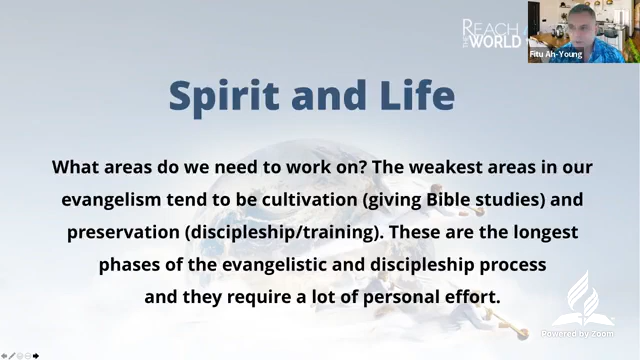 REACH
THE WORLD
Fitu Ah-Young
Spirit and Life
What areas do we need to work on? The weakest areas in our
evangelism tend to be cultivation (giving Bible studies) and
preservation (discipleship/training). These are the longest
phases of the evangelistic and discipleship process
and they require a lot of personal effort.
Powered by Zoom